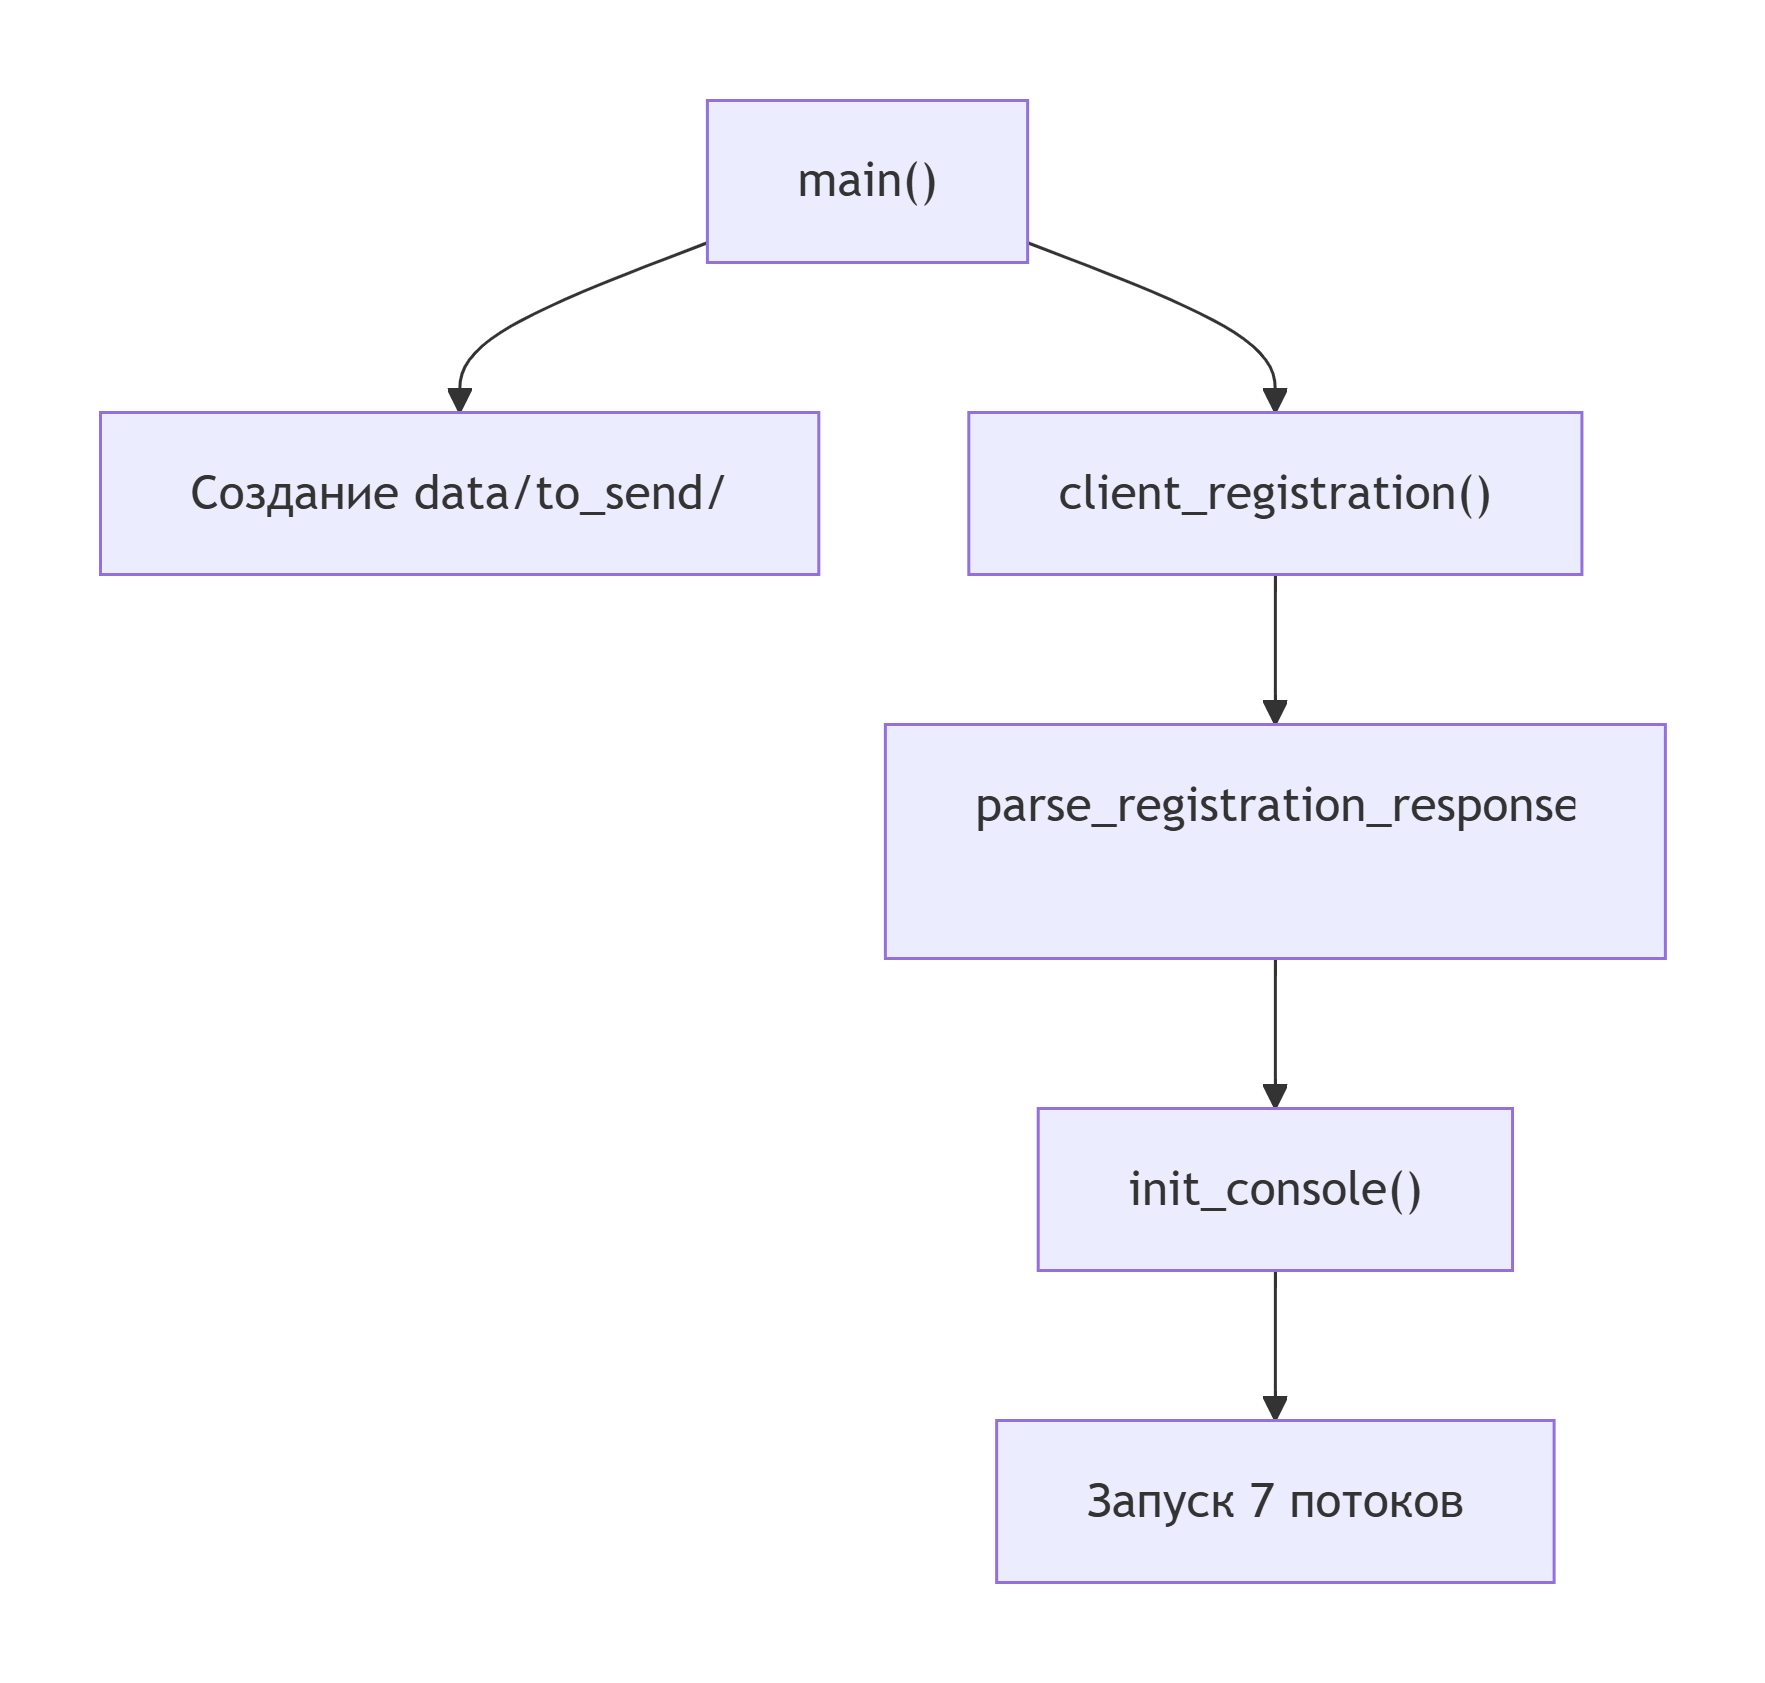 main()
Создание data/to_send/
client_registration()
parse_registration_response
init_console()
Запуск 7 потоков